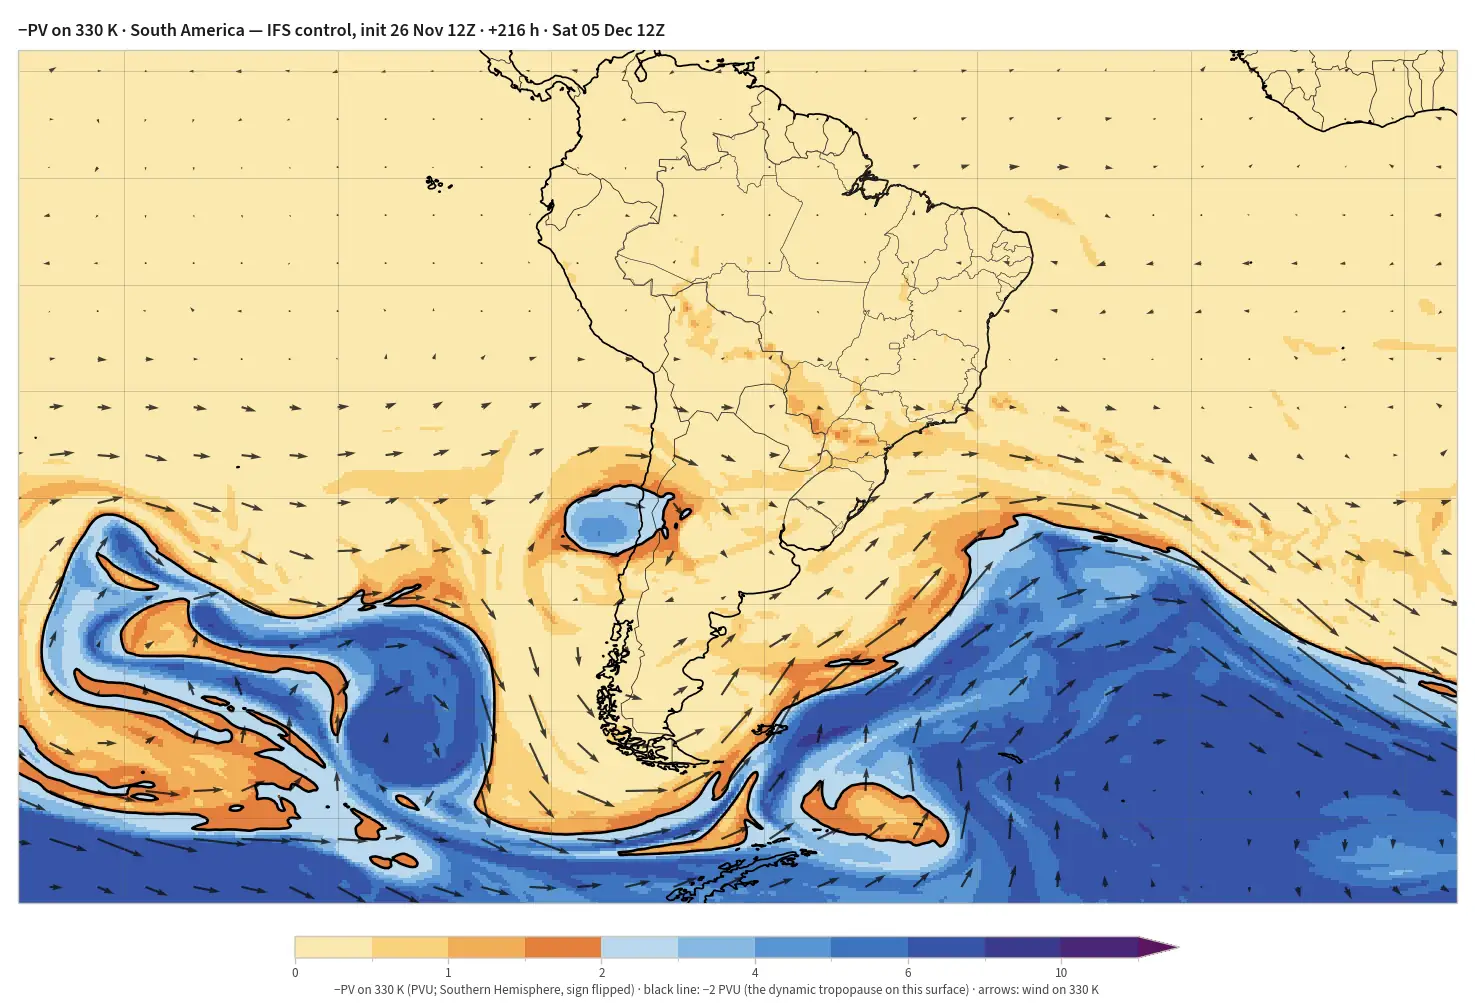 −PV on 330 K · South America — IFS control, init 26 Nov 12Z · +216 h · Sat 05 Dec 12Z
0 1 2 4 6 10
−PV on 330 K (PVU; Southern Hemisphere, sign flipped) · black line: −2 PVU (the dynamic tropopause on this surface) · arrows: wind on 330 K